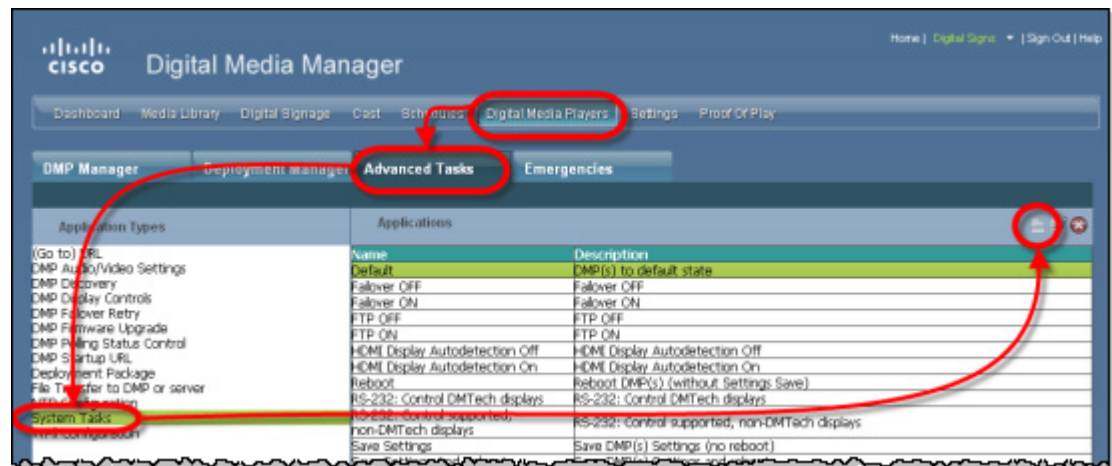 Home | Digital Signs | Sign Out | Help
CISCO Digital Media Manager
Dashboard Media Library Digital Signage Cast Schedules Digital Media Players Settings Proof Of Play
DMP Manager Deployment Manager Advanced Tasks Emergencies
Application Types
Applications
(Go to) URL
DMP Audio/Video Settings
DMP Discovery
DMP Display Controls
DMP Failover Retry
DMP Firmware Upgrade
DMP Polling Status Control
DMP Startup URL
Deployment Package
File Transfer to DMP or server
System Tasks
Name Description
Default DMP(s) to default state
Failover OFF Failover OFF
Failover ON Failover ON
FTP OFF FTP OFF
FTP ON FTP ON
HDMI Display Autodetection Off HDMI Display Autodetection Off
HDMI Display Autodetection On HDMI Display Autodetection On
Reboot Reboot DMP(s) (without Settings Save)
RS-232: Control DMTech displays RS-232: Control DMTech displays
RS-232: Control supported, non-DMTech displays RS-232: Control supported, non-DMTech displays
Save Settings Save DMP(s) Settings (no reboot)